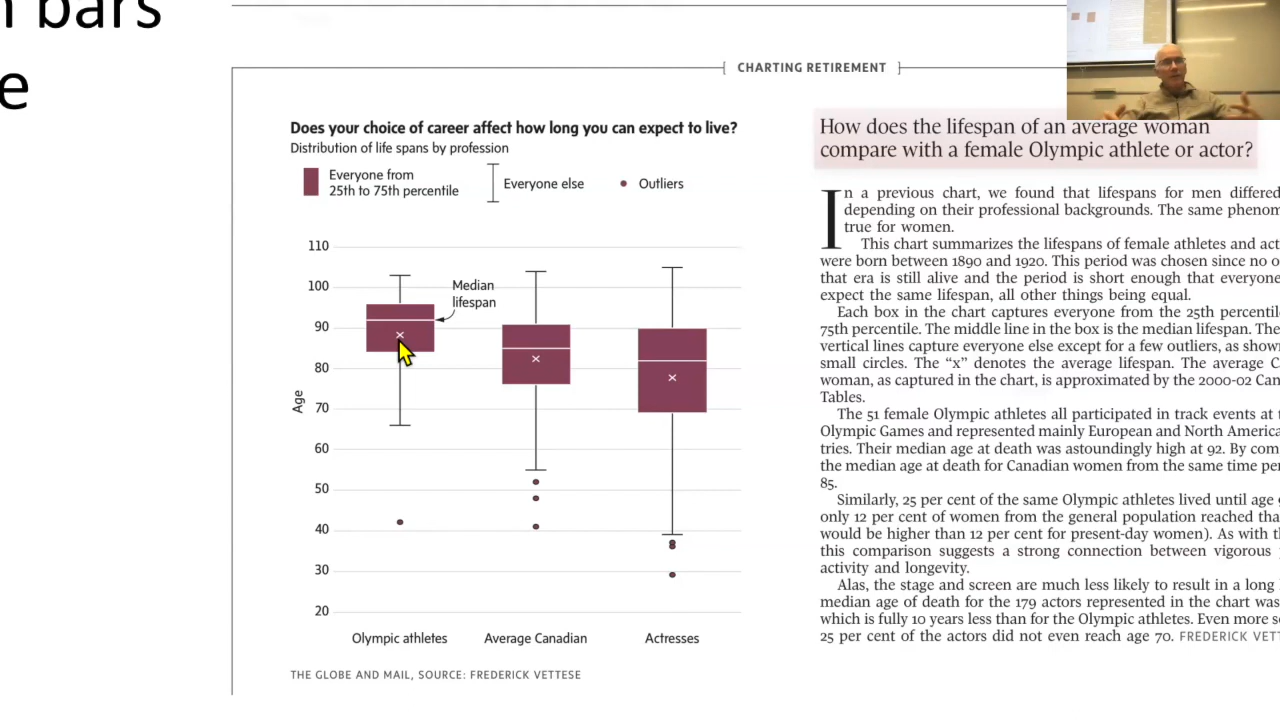 bars
e
CHARTING RETIREMENT
Does your choice of career affect how long you can expect to live?
Distribution of life spans by profession
Everyone from
25th to 75th percentile
Everyone else
Outliers
110
100
90
80
70
60
50
40
30
20
Age
Median
lifespan
×
×
×
Olympic athletes
Average Canadian
Actresses
THE GLOBE AND MAIL, SOURCE: FREDERICK VETTESE
How does the lifespan of an average woman
compare with a female Olympic athlete or actor?
In a previous chart, we found that lifespans for men differed
depending on their professional backgrounds. The same phenom
true for women.
This chart summarizes the lifespans of female athletes and act
were born between 1890 and 1920. This period was chosen since no o
that era is still alive and the period is short enough that everyone
expect the same lifespan, all other things being equal.
Each box in the chart captures everyone from the 25th percentile
75th percentile. The middle line in the box is the median lifespan. The
vertical lines capture everyone else except for a few outliers, as show
small circles. The “x” denotes the average lifespan. The average C
woman, as captured in the chart, is approximated by the 2000-02 Can
Tables.
The 51 female Olympic athletes all participated in track events at
Olympic Games and represented mainly European and North America
tries. Their median age at death was astoundingly high at 92. By com
the median age at death for Canadian women from the same time per
85.
Similarly, 25 per cent of the same Olympic athletes lived until age
only 12 per cent of women from the general population reached tha
would be higher than 12 per cent for present-day women). As with
this comparison suggests a strong connection between vigorous
activity and longevity.
Alas, the stage and screen are much less likely to result in a long
median age of death for the 179 actors represented in the chart was
which is fully 10 years less than for the Olympic athletes. Even more s
25 per cent of the actors did not even reach age 70. FREDERICK VETT